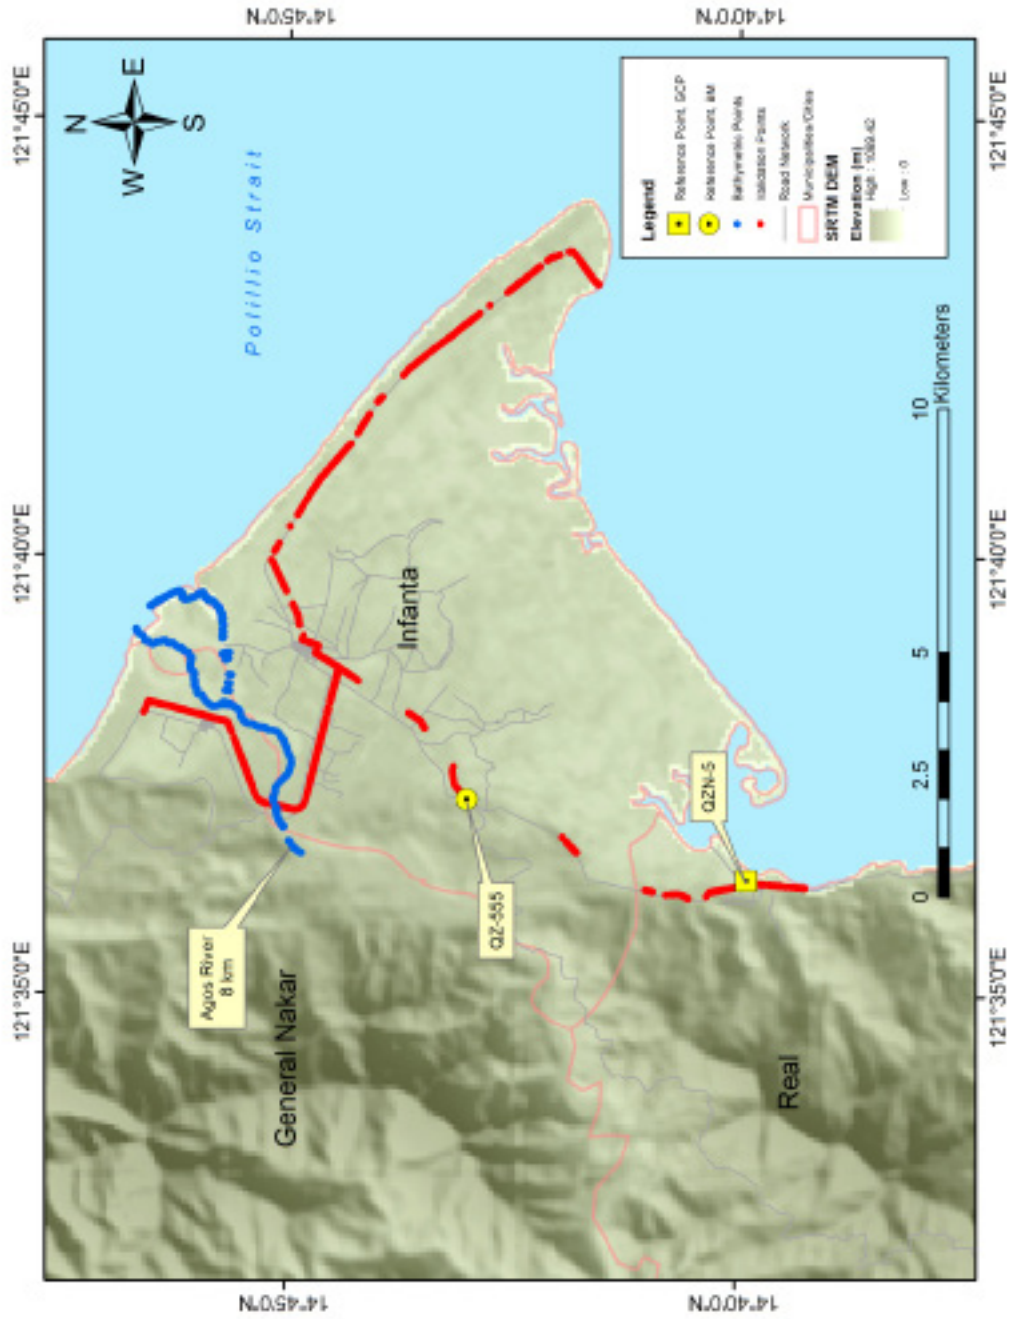 121°35'0"E
121°40'0"E
121°45'0"E
N
W
E
S
14°45'0"N
14°45'0"N
Polillio Strait
Agos River
8 km
General Nakar
Infanta
QZ-555
QZN-5
Real
14°40'0"N
14°40'0"N
Legend
Reference Point, GCP
Reference Point, BM
Bathymetric Points
Validation Points
Road Network
Municipalities/Cities
SRTM DEM
Elevation (m)
High :
Low : 0
0
2.5
5
10
Kilometers
121°35'0"E
121°40'0"E
121°45'0"E